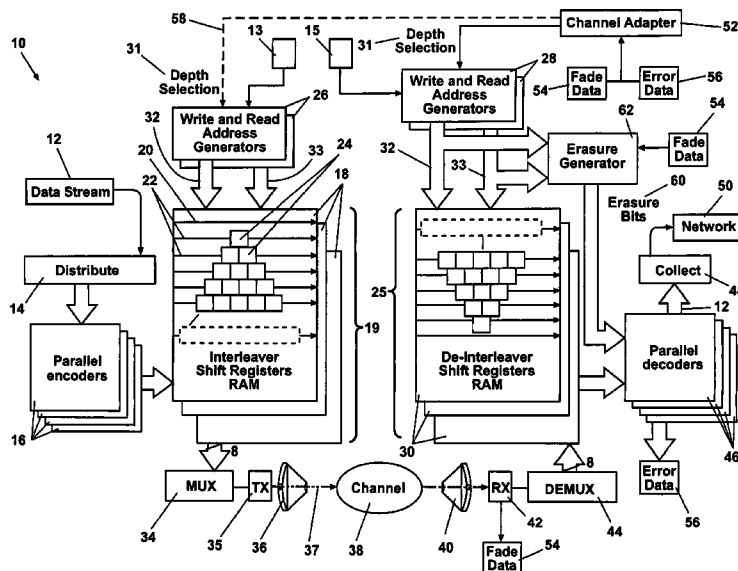 10
58
31
Depth
Selection
13
15
31 Depth
Selection
28
Channel Adapter
52
Fade
Data
54
Error
Data
56
Write and Read
Address
Generators
26
Write and Read
Address
Generators
62
54
Fade
Data
12
Data Stream
32
20
22
33
24
18
32
33
Erasure
Generator
60
Erasure
Bits
50
Network
Distribute
14
Collect
48
12
19
25
Parallel
encoders
16
Interleaver
Shift Registers
RAM
De-Interleaver
Shift Registers
RAM
Parallel
decoders
46
8
30
8
MUX
TX
Channel
RX
DEMUX
Error
Data
56
34
35
36
37
38
40
42
44
Fade
Data
54